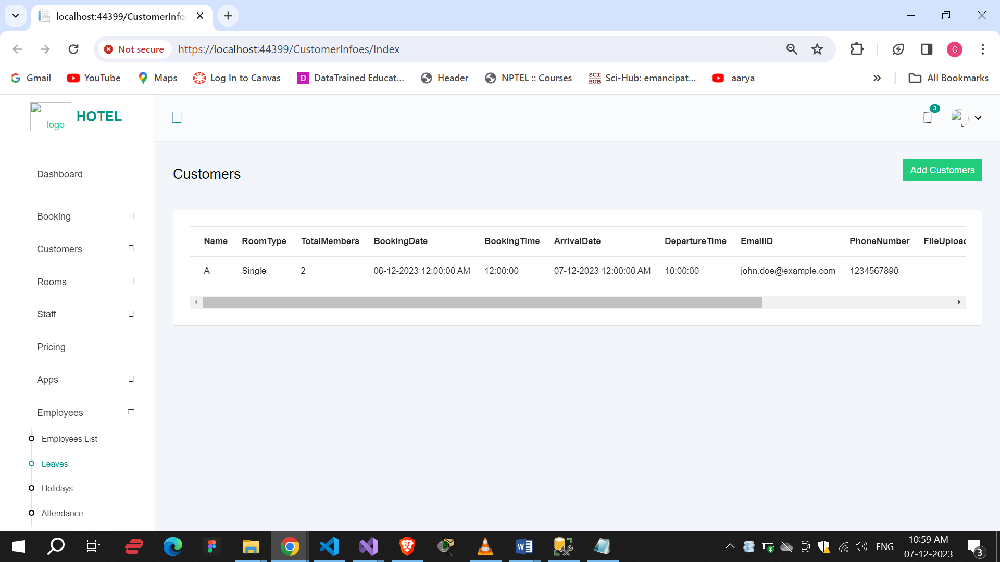 localhost:44399/CustomerInfo
Not secure https://localhost:44399/CustomerInfoes/Index C
Gmail YouTube Maps Log In to Canvas D DataTrained Educat... Header NPTEL :: Courses SCI HUB Sci-Hub: emancipat... aarya » All Bookmarks
logo HOTEL 3
Customers Add Customers
Dashboard
Booking
Customers
Rooms
Staff
Pricing
Apps
Employees
Employees List
Leaves
Holidays
Attendance
Name RoomType TotalMembers BookingDate BookingTime ArrivalDate DepartureTime EmailID PhoneNumber FileUpload
A Single 2 06-12-2023 12:00:00 AM 12:00:00 07-12-2023 12:00:00 AM 10:00:00 john.doe@example.com 1234567890
ENG 10:59 AM
07-12-2023 3